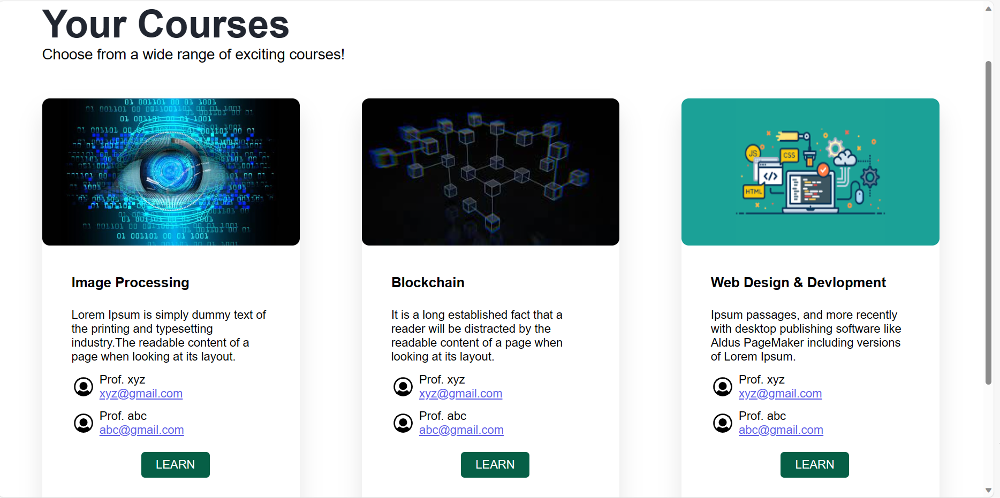 Your Courses
Choose from a wide range of exciting courses!
01 001101 00 01 1001
01 001101 00 01 1001
01 001101 00 01 1001
JS
CSS
</>
HTML
Image Processing
Lorem Ipsum is simply dummy text of
the printing and typesetting
industry.The readable content of a
page when looking at its layout.
Prof. xyz
xyz@gmail.com
Prof. abc
abc@gmail.com
LEARN
Blockchain
It is a long established fact that a
reader will be distracted by the
readable content of a page when
looking at its layout.
Prof. xyz
xyz@gmail.com
Prof. abc
abc@gmail.com
LEARN
Web Design & Devlopment
Ipsum passages, and more recently
with desktop publishing software like
Aldus PageMaker including versions
of Lorem Ipsum.
Prof. xyz
xyz@gmail.com
Prof. abc
abc@gmail.com
LEARN